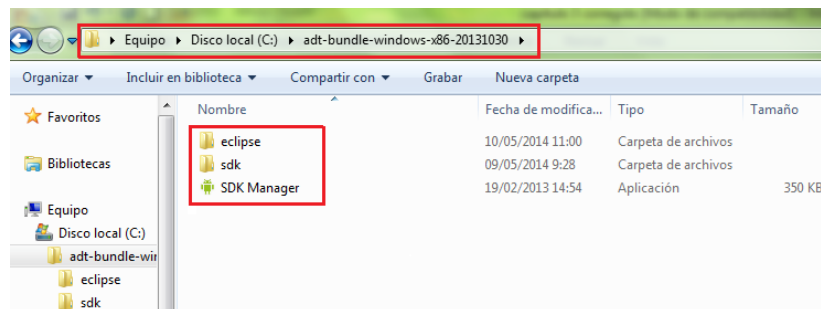 Equipo ▸ Disco local (C:) ▸ adt-bundle-windows-x86-20131030 ▸
Organizar Incluir en biblioteca Compartir con Grabar Nueva carpeta
Nombre Fecha de modifica... Tipo Tamaño
Favoritos
eclipse 10/05/2014 11:00 Carpeta de archivos
sdk 09/05/2014 9:28 Carpeta de archivos
Bibliotecas
SDK Manager 19/02/2013 14:54 Aplicación 350 KB
Equipo
Disco local (C:)
adt-bundle-wir
eclipse
sdk